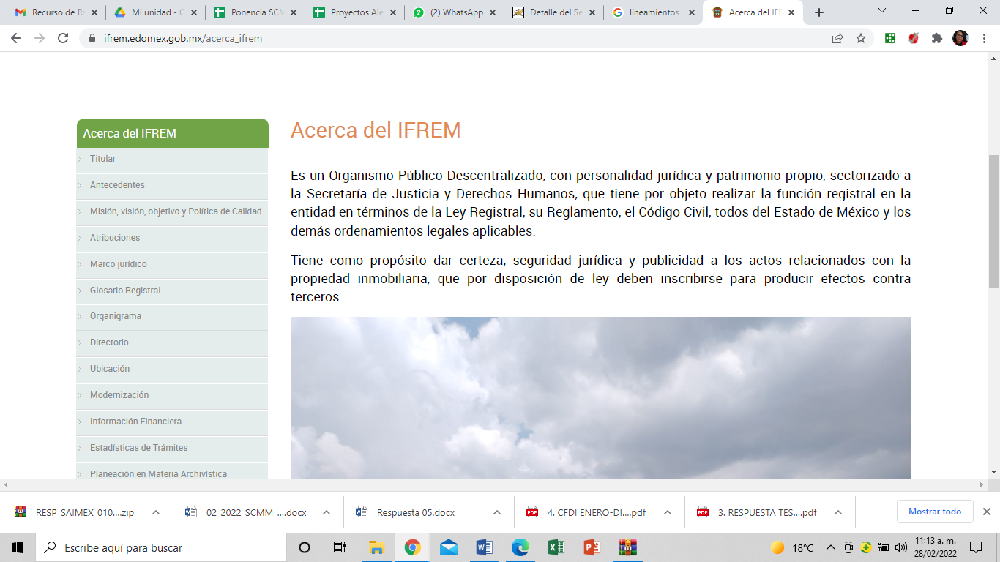 Recurso de Ra
Mi unidad - G
Ponencia SCM
Proyectos Ale
(2) WhatsApp
Detalle del Se
lineamientos
Acerca del IFR
ifrem.edomex.gob.mx/acerca_ifrem
Acerca del IFREM
Titular
Antecedentes
Misión, visión, objetivo y Política de Calidad
Atribuciones
Marco jurídico
Glosario Registral
Organigrama
Directorio
Ubicación
Modernización
Información Financiera
Estadísticas de Trámites
Planeación en Materia Archivística
Acerca del IFREM
Es un Organismo Público Descentralizado, con personalidad jurídica y patrimonio propio, sectorizado a
la Secretaría de Justicia y Derechos Humanos, que tiene por objeto realizar la función registral en la
entidad en términos de la Ley Registral, su Reglamento, el Código Civil, todos del Estado de México y los
demás ordenamientos legales aplicables.
Tiene como propósito dar certeza, seguridad jurídica y publicidad a los actos relacionados con la
propiedad inmobiliaria, que por disposición de ley deben inscribirse para producir efectos contra
terceros.
RESP_SAIMEX_010....zip
02_2022_SCMM_....docx
Respuesta 05.docx
4. CFDI ENERO-DI....pdf
3. RESPUESTA TES....pdf
Mostrar todo
Escribe aquí para buscar
18°C
11:13 a. m.
28/02/2022